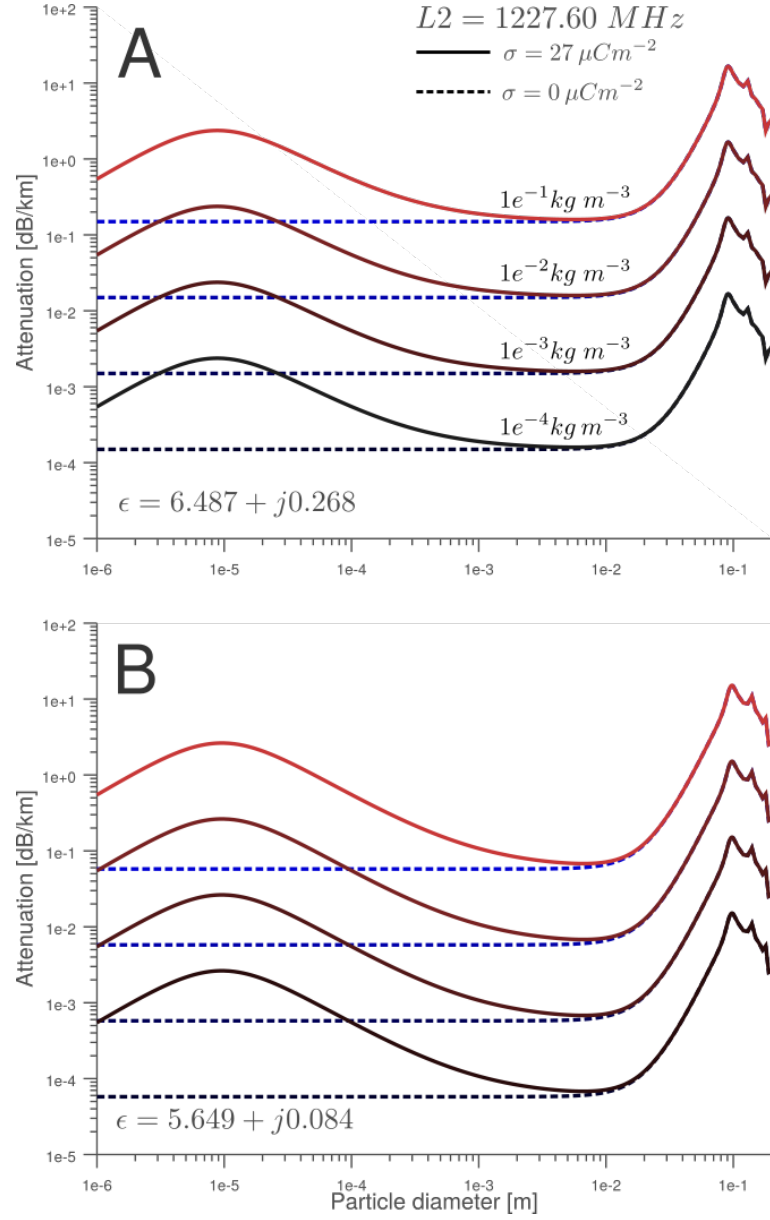 L2 = 1227.60 MHz
A
σ = 27 μCm⁻²
σ = 0 μCm⁻²
1e+2
1e+1
1e+0
1e-1
1e-2
1e-3
1e-4
1e-5
Attenuation [dB/km]
1e⁻¹kg m⁻³
1e⁻²kg m⁻³
1e⁻³kg m⁻³
1e⁻⁴kg m⁻³
ϵ = 6.487 + j0.268
1e-6 1e-5 1e-4 1e-3 1e-2 1e-1
B
1e+2
1e+1
1e+0
1e-1
1e-2
1e-3
1e-4
1e-5
Attenuation [dB/km]
ϵ = 5.649 + j0.084
1e-6 1e-5 1e-4 1e-3 1e-2 1e-1
Particle diameter [m]